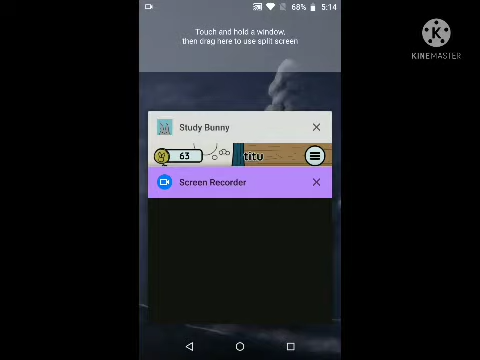 68% 5:14
Touch and hold a window,
then drag here to use split screen
K
KINEMASTER
Study Bunny
63
titu
Screen Recorder